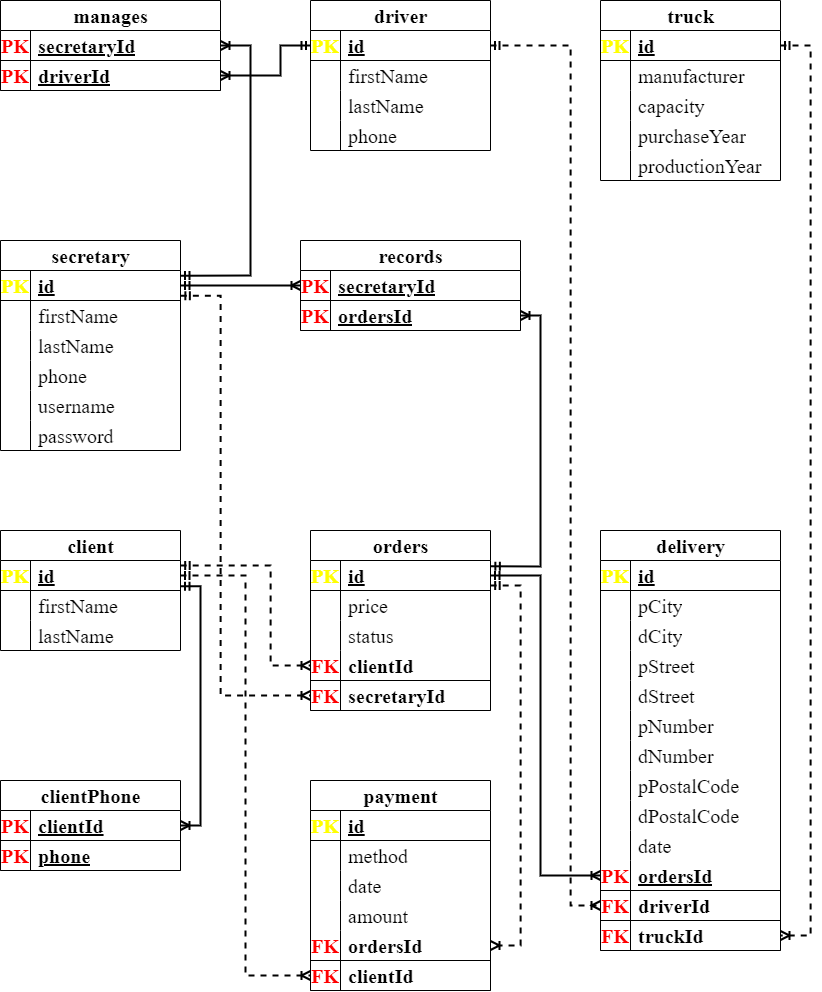 manages
PK secretaryId
PK driverId
driver
PK id
firstName
lastName
phone
truck
PK id
manufacturer
capacity
purchaseYear
productionYear
secretary
PK id
firstName
lastName
phone
username
password
records
PK secretaryId
PK ordersId
client
PK id
firstName
lastName
orders
PK id
price
status
FK clientId
FK secretaryId
delivery
PK id
pCity
dCity
pStreet
dStreet
pNumber
dNumber
pPostalCode
dPostalCode
date
PK ordersId
FK driverId
FK truckId
clientPhone
PK clientId
PK phone
payment
PK id
method
date
amount
FK ordersId
FK clientId